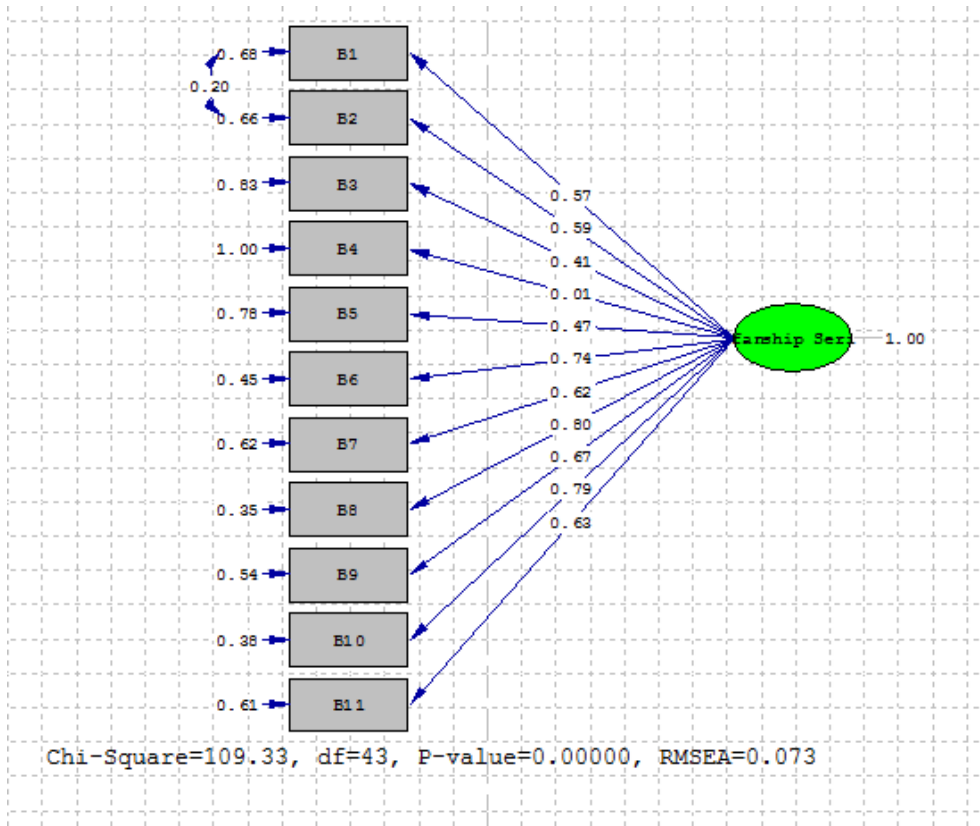 0.68 B1
0.20
0.66 B2
0.83 B3
1.00 B4
0.78 B5
0.45 B6
0.62 B7
0.35 B8
0.54 B9
0.38 B10
0.61 B11
0.57
0.59
0.41
0.01
0.47
0.74
0.62
0.80
0.67
0.79
0.63
anship Seri 1.00
Chi-Square=109.33, df=43, P-value=0.00000, RMSEA=0.073